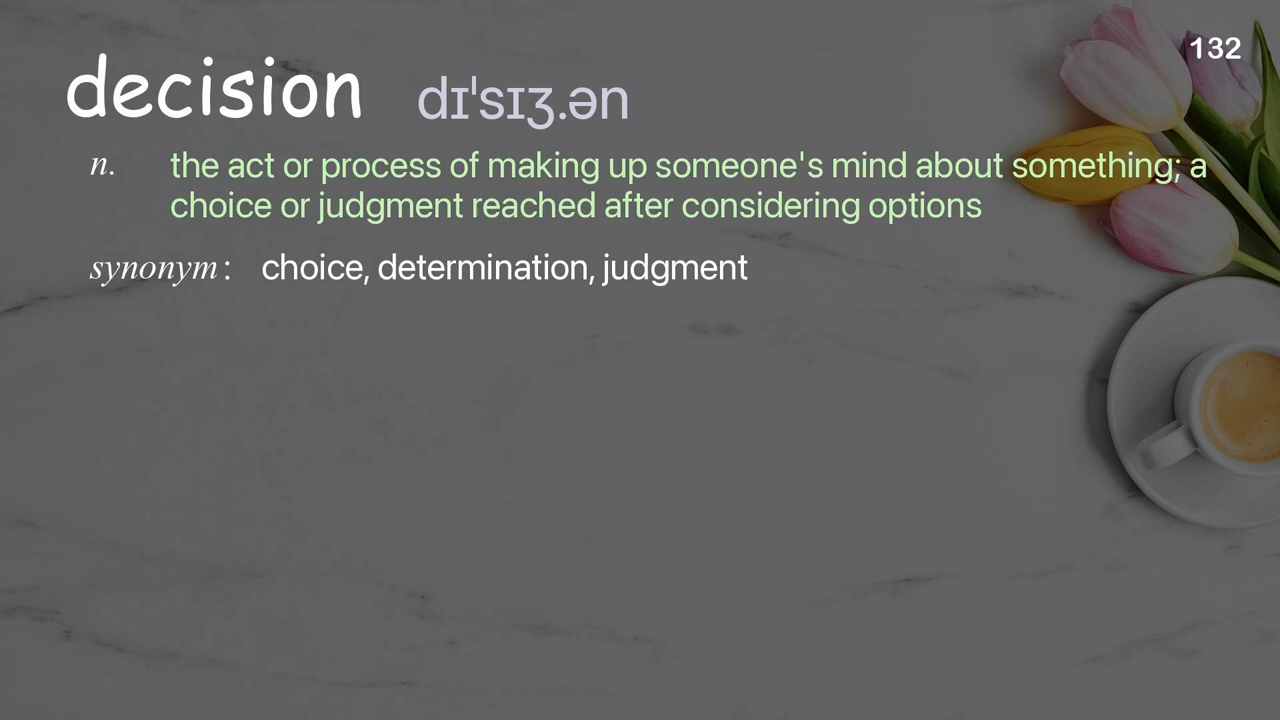 132
decision dɪˈsɪʒ.ən
n. the act or process of making up someone's mind about something; a
choice or judgment reached after considering options
synonym: choice, determination, judgment